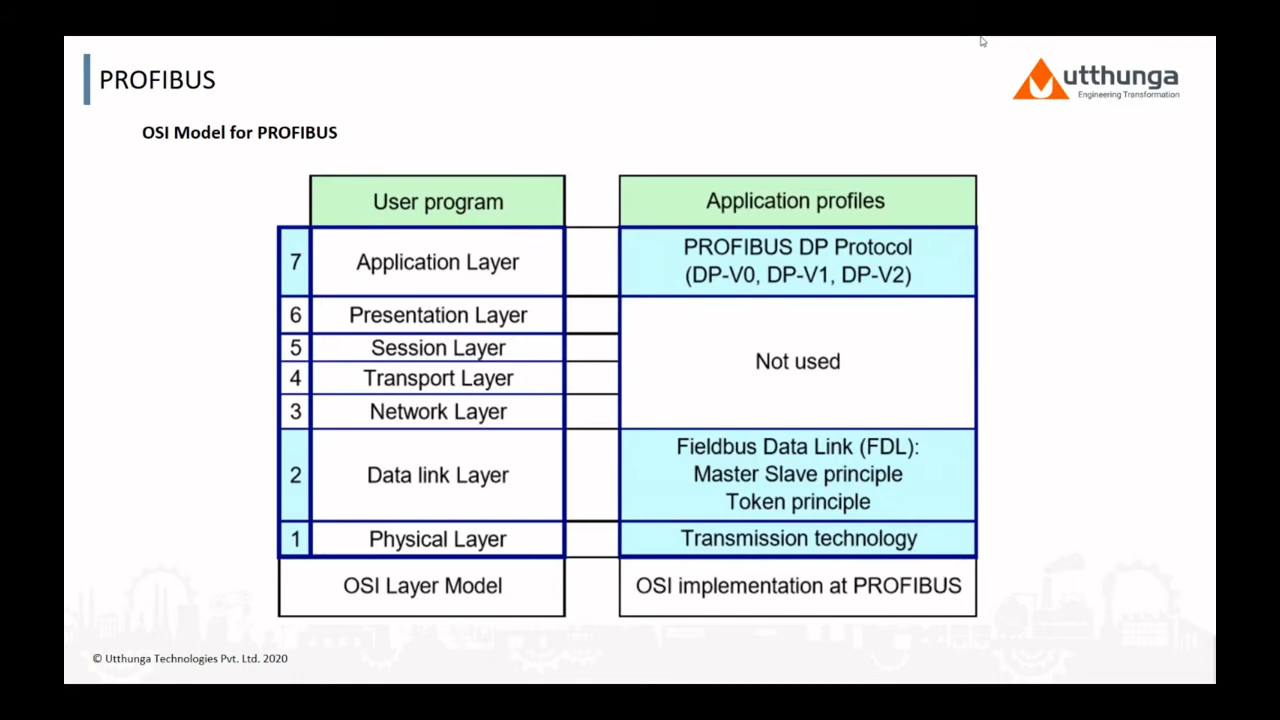 PROFIBUS
utthunga
Engineering Transformation
OSI Model for PROFIBUS
User program
Application profiles
7
Application Layer
PROFIBUS DP Protocol
(DP-V0, DP-V1, DP-V2)
6
Presentation Layer
5
Session Layer
4
Transport Layer
3
Network Layer
Not used
2
Data link Layer
Fieldbus Data Link (FDL):
Master Slave principle
Token principle
1
Physical Layer
Transmission technology
OSI Layer Model
OSI implementation at PROFIBUS
© Utthunga Technologies Pvt. Ltd. 2020